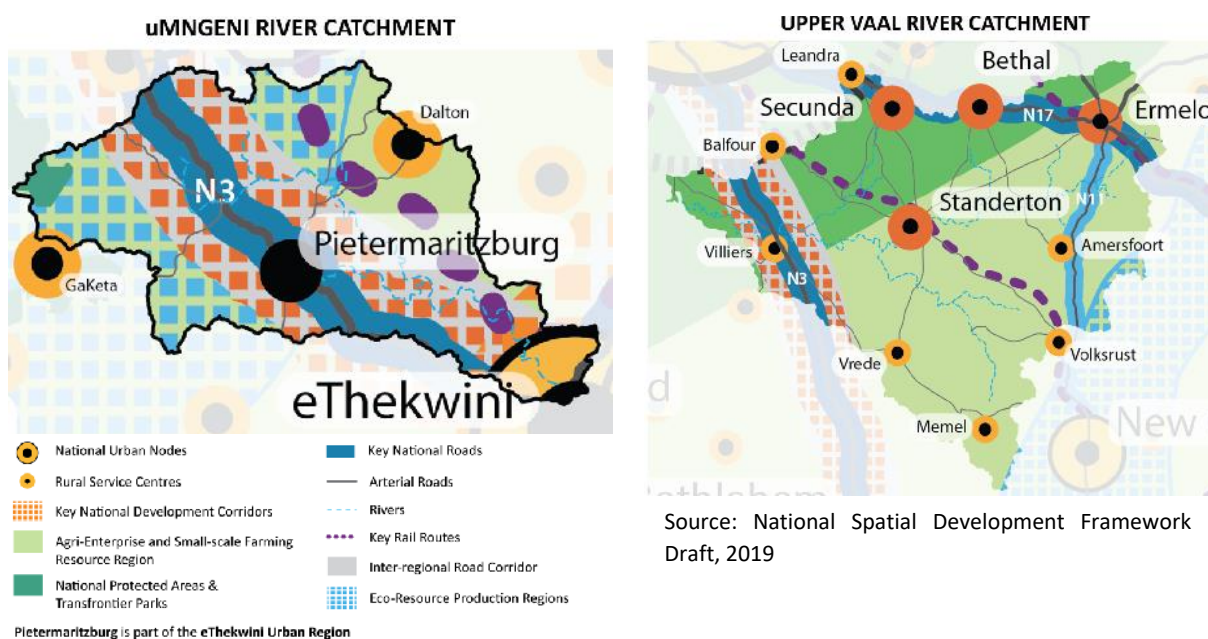 uMNGENI RIVER CATCHMENT
Dalton
N3
Pietermaritzburg
GaKeta
eThekwini
National Urban Nodes
Rural Service Centres
Key National Development Corridors
Agri-Enterprise and Small-scale Farming
Resource Region
National Protected Areas &
Transfrontier Parks
Key National Roads
Arterial Roads
Rivers
Key Rail Routes
Inter-regional Road Corridor
Eco-Resource Production Regions
Pietermaritzburg is part of the eThekwini Urban Region
UPPER VAAL RIVER CATCHMENT
Leandra
Bethal
Secunda
Ermelo
N17
Balfour
Standerton
N11
Villiers
Amersfoort
N3
Vrede
Volksrust
New
Memel
Source: National Spatial Development Framework
Draft, 2019